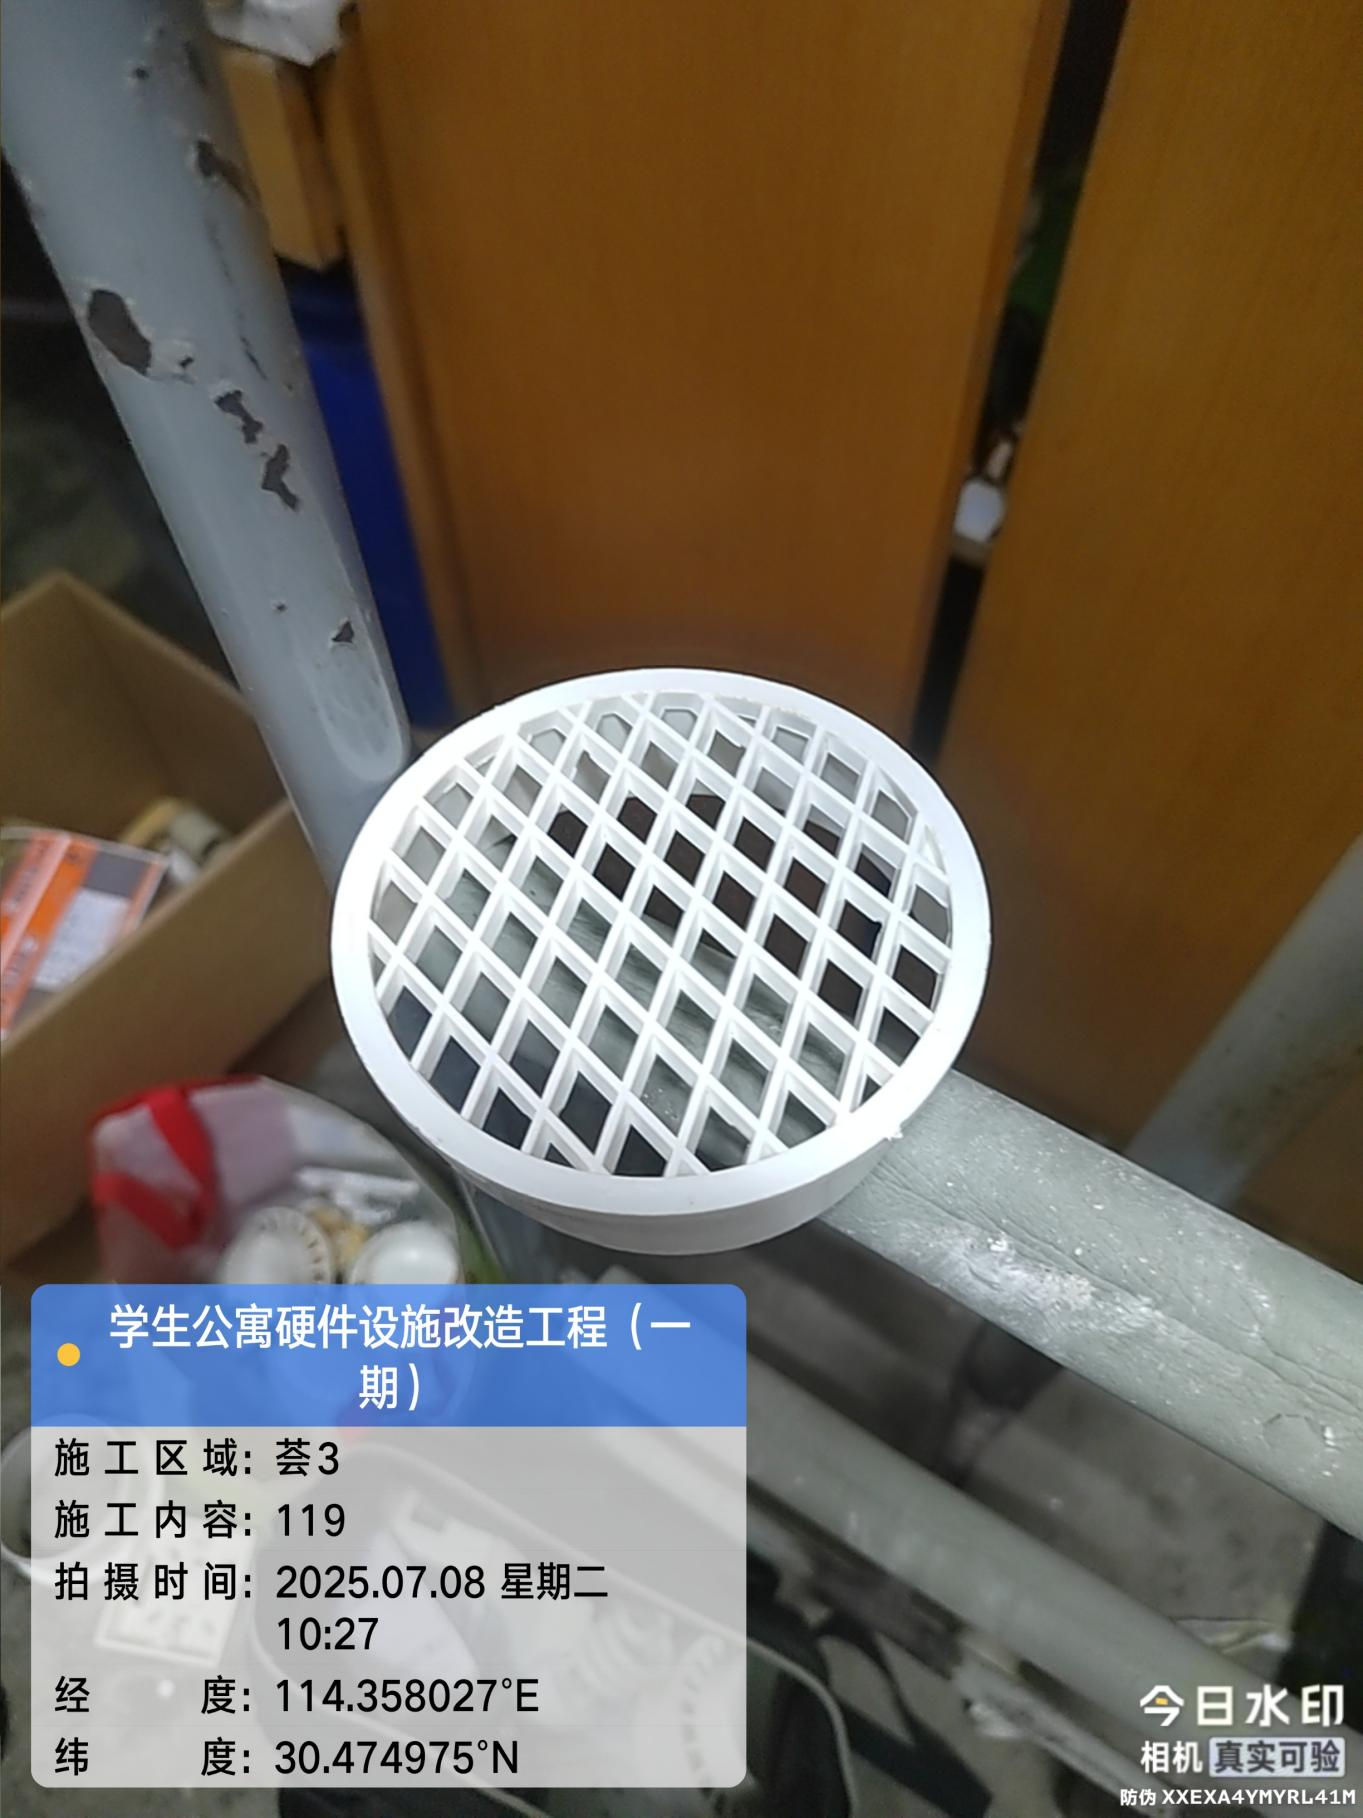 学生公寓硬件设施改造工程（一
期）
施工区域: 荟3
施工内容: 119
拍摄时间: 2025.07.08 星期二
10:27
经度: 114.358027°E
纬度: 30.474975°N
今日水印
相机 真实可验
防伪 XXEXA4YMYRL41M